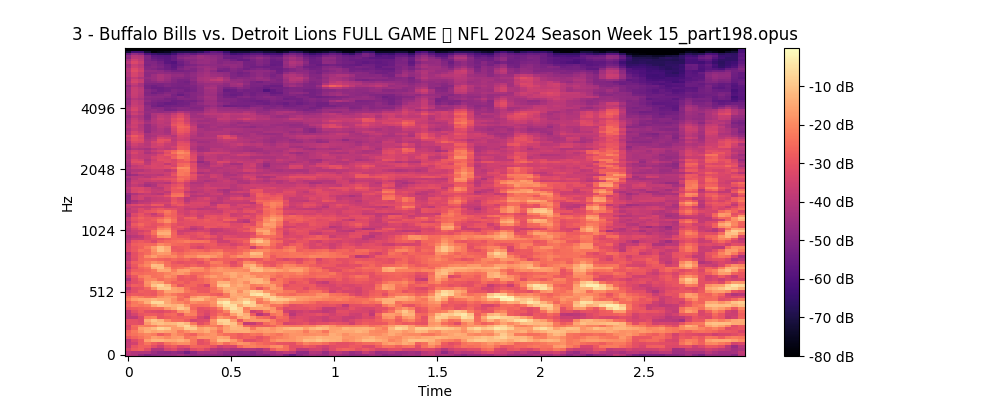 3 - Buffalo Bills vs. Detroit Lions FULL GAME ▯ NFL 2024 Season Week 15_part198.opus
4096
2048
1024
512
0
Hz
0
0.5
1
1.5
2
2.5
Time
-10 dB
-20 dB
-30 dB
-40 dB
-50 dB
-60 dB
-70 dB
-80 dB